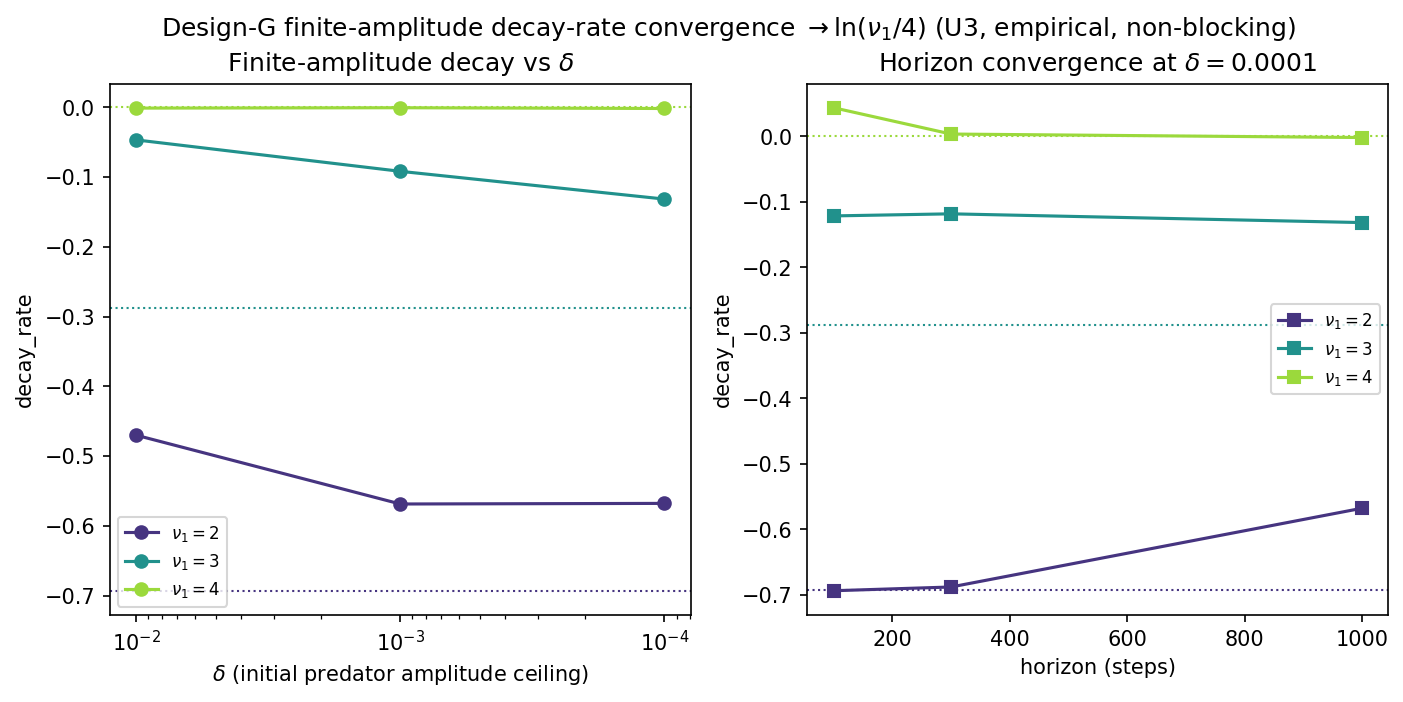 Design-G finite-amplitude decay-rate convergence → ln(ν₁/4) (U3, empirical, non-blocking)
Finite-amplitude decay vs δ
0.0
−0.1
−0.2
−0.3
−0.4
−0.5
−0.6
−0.7
decay_rate
ν₁ = 2
ν₁ = 3
ν₁ = 4
10⁻²
10⁻³
10⁻⁴
δ (initial predator amplitude ceiling)
Horizon convergence at δ = 0.0001
0.0
−0.1
−0.2
−0.3
−0.4
−0.5
−0.6
−0.7
decay_rate
ν₁ = 2
ν₁ = 3
ν₁ = 4
200
400
600
800
1000
horizon (steps)